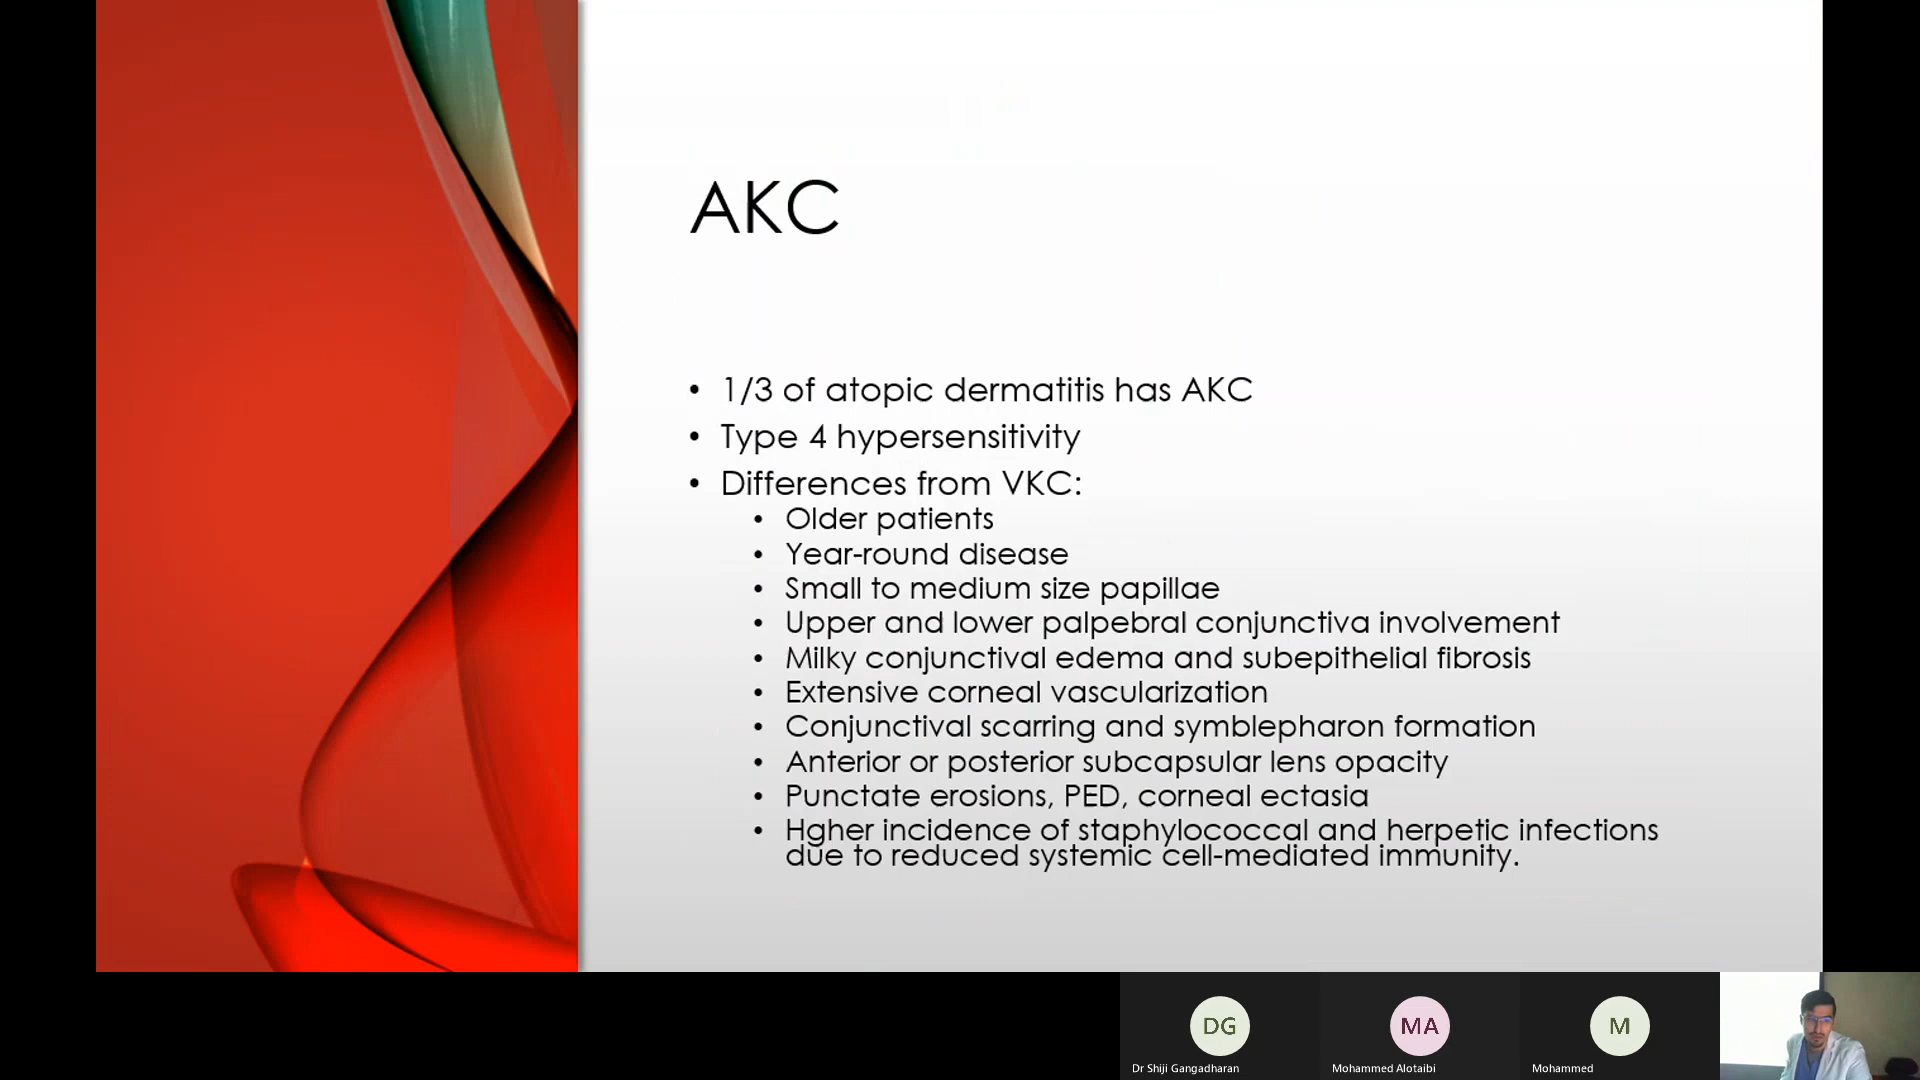 AKC
• 1/3 of atopic dermatitis has AKC
• Type 4 hypersensitivity
• Differences from VKC:
• Older patients
• Year-round disease
• Small to medium size papillae
• Upper and lower palpebral conjunctiva involvement
• Milky conjunctival edema and subepithelial fibrosis
• Extensive corneal vascularization
• Conjunctival scarring and symblepharon formation
• Anterior or posterior subcapsular lens opacity
• Punctate erosions, PED, corneal ectasia
• Hgher incidence of staphylococcal and herpetic infections
due to reduced systemic cell-mediated immunity.
DG
MA
M
Dr Shiji Gangadharan
Mohammed Alotaibi
Mohammed